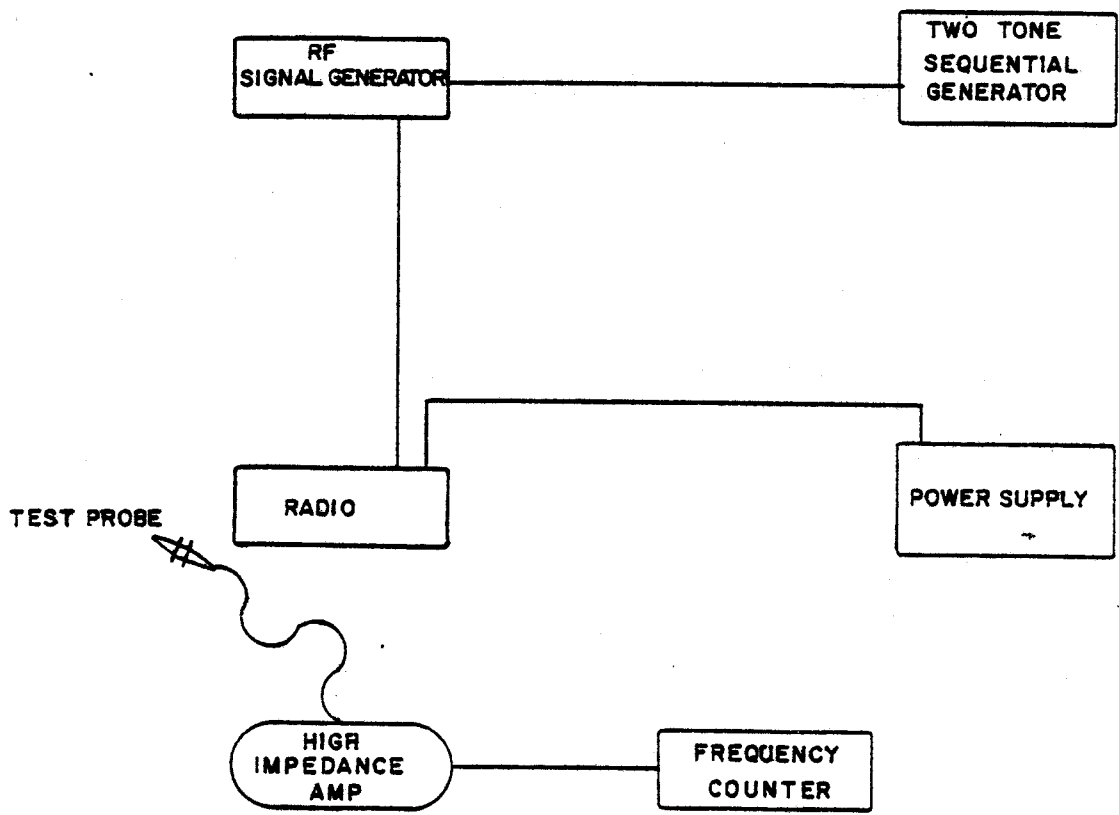 RF
SIGNAL GENERATOR
TWO TONE
SEQUENTIAL
GENERATOR
RADIO
POWER SUPPLY
TEST PROBE
HIGR
IMPEDANCE
AMP
FREQUENCY
COUNTER